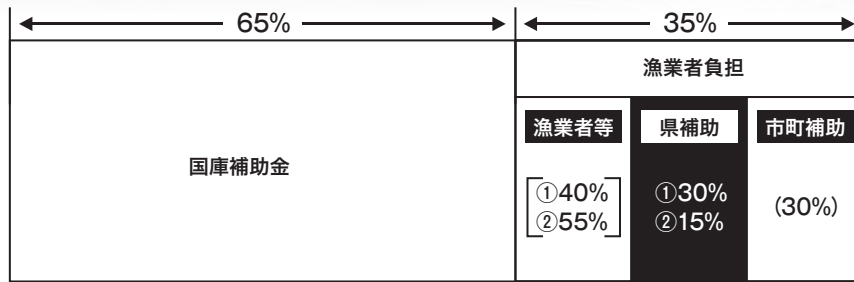 65%
35%
国庫補助金
漁業者負担
漁業者等
県補助
市町補助
①40%
②55%
①30%
②15%
(30%)